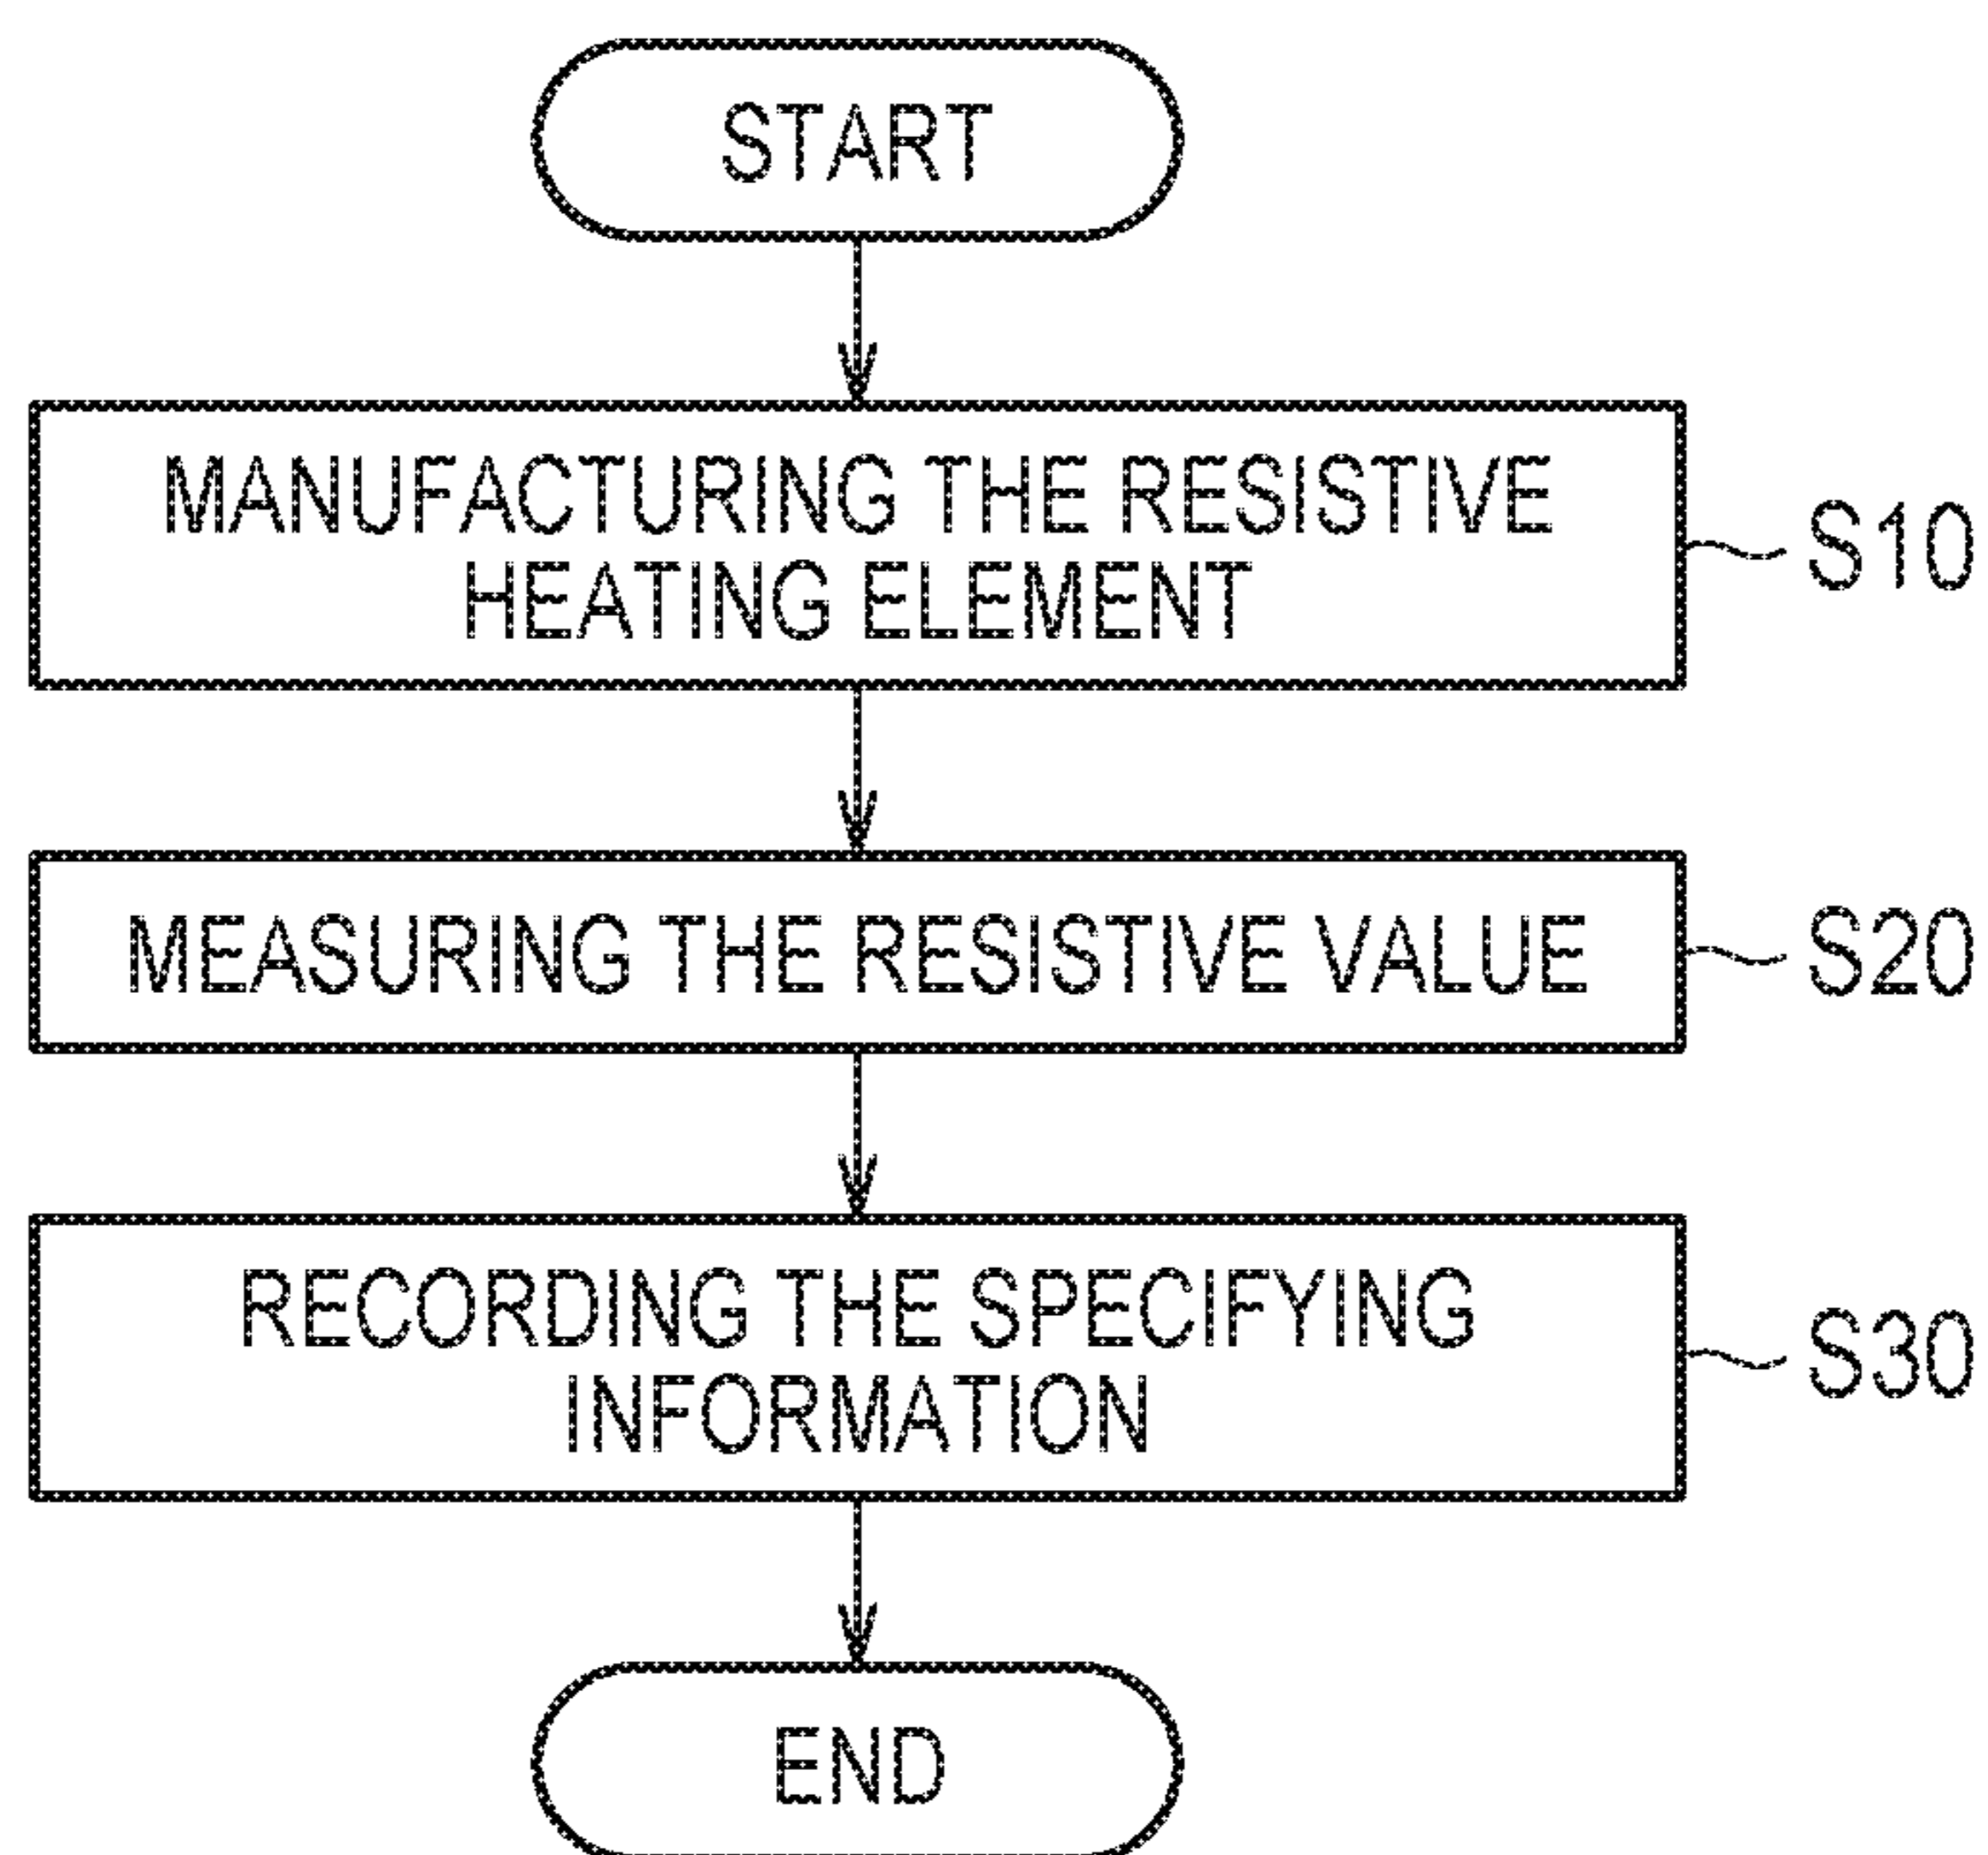 START
MANUFACTURING THE RESISTIVE
HEATING ELEMENT
S10
MEASURING THE RESISTIVE VALUE
S20
RECORDING THE SPECIFYING
INFORMATION
S30
END